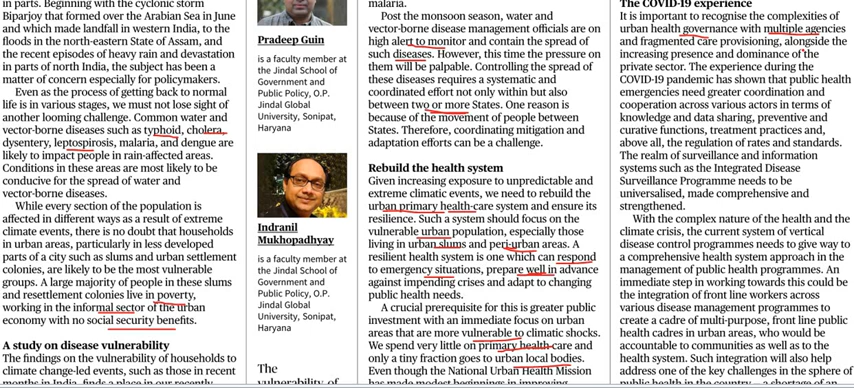 in parts. Beginning with the cyclonic storm
Biparjoy that formed over the Arabian Sea in June
and which made landfall in western India, to the
floods in the north-eastern State of Assam, and
the recent episodes of heavy rain and devastation
in parts of north India, the subject has been a
matter of concern especially for policymakers.
Even as the process of getting back to normal
life is in various stages, we must not lose sight of
another looming challenge. Common water and
vector-borne diseases such as typhoid, cholera,
dysentery, leptospirosis, malaria, and dengue are
likely to impact people in rain-affected areas.
Conditions in these areas are most likely to be
conducive for the spread of water and
vector-borne diseases.
While every section of the population is
affected in different ways as a result of extreme
climate events, there is no doubt that households
in urban areas, particularly in less developed
parts of a city such as slums and urban settlement
colonies, are likely to be the most vulnerable
groups. A large majority of people in these slums
and resettlement colonies live in poverty,
working in the informal sector of the urban
economy with no social security benefits.
A study on disease vulnerability
The findings on the vulnerability of households to
climate change-led events, such as those in recent
months in India, finds a place in our recently
Pradeep Guin
is a faculty member at
the Jindal School of
Government and
Public Policy, O.P.
Jindal Global
University, Sonipat,
Haryana
Indranil
Mukhopadhyay
is a faculty member at
the Jindal School of
Government and
Public Policy, O.P.
Jindal Global
University, Sonipat,
Haryana
The
vulnerability of
malaria.
Post the monsoon season, water and
vector-borne disease management officials are on
high alert to monitor and contain the spread of
such diseases. However, this time the pressure on
them will be palpable. Controlling the spread of
these diseases requires a systematic and
coordinated effort not only within but also
between two or more States. One reason is
because of the movement of people between
States. Therefore, coordinating mitigation and
adaptation efforts can be a challenge.
Rebuild the health system
Given increasing exposure to unpredictable and
extreme climatic events, we need to rebuild the
urban primary health-care system and ensure its
resilience. Such a system should focus on the
vulnerable urban population, especially those
living in urban slums and peri-urban areas. A
resilient health system is one which can respond
to emergency situations, prepare well in advance
against impending crises and adapt to changing
public health needs.
A crucial prerequisite for this is greater public
investment with an immediate focus on urban
areas that are more vulnerable to climatic shocks.
We spend very little on primary health-care and
only a tiny fraction goes to urban local bodies.
Even though the National Urban Health Mission
has made modest beginnings in improving
The COVID-19 experience
It is important to recognise the complexities of
urban health governance with multiple agencies
and fragmented care provisioning, alongside the
increasing presence and dominance of the
private sector. The experience during the
COVID-19 pandemic has shown that public health
emergencies need greater coordination and
cooperation across various actors in terms of
knowledge and data sharing, preventive and
curative functions, treatment practices and,
above all, the regulation of rates and standards.
The realm of surveillance and information
systems such as the Integrated Disease
Surveillance Programme needs to be
universalised, made comprehensive and
strengthened.
With the complex nature of the health and the
climate crisis, the current system of vertical
disease control programmes needs to give way to
a comprehensive health system approach in the
management of public health programmes. An
immediate step in working towards this could be
the integration of front line workers across
various disease management programmes to
create a cadre of multi-purpose, front line public
health cadres in urban areas, who would be
accountable to communities as well as to the
health system. Such integration will also help
address one of the key challenges in the sphere of
public health in the country – a shortage of an